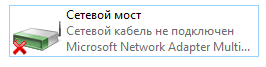 Сетевой мост
Сетевой кабель не подключен
Microsoft Network Adapter Multi...